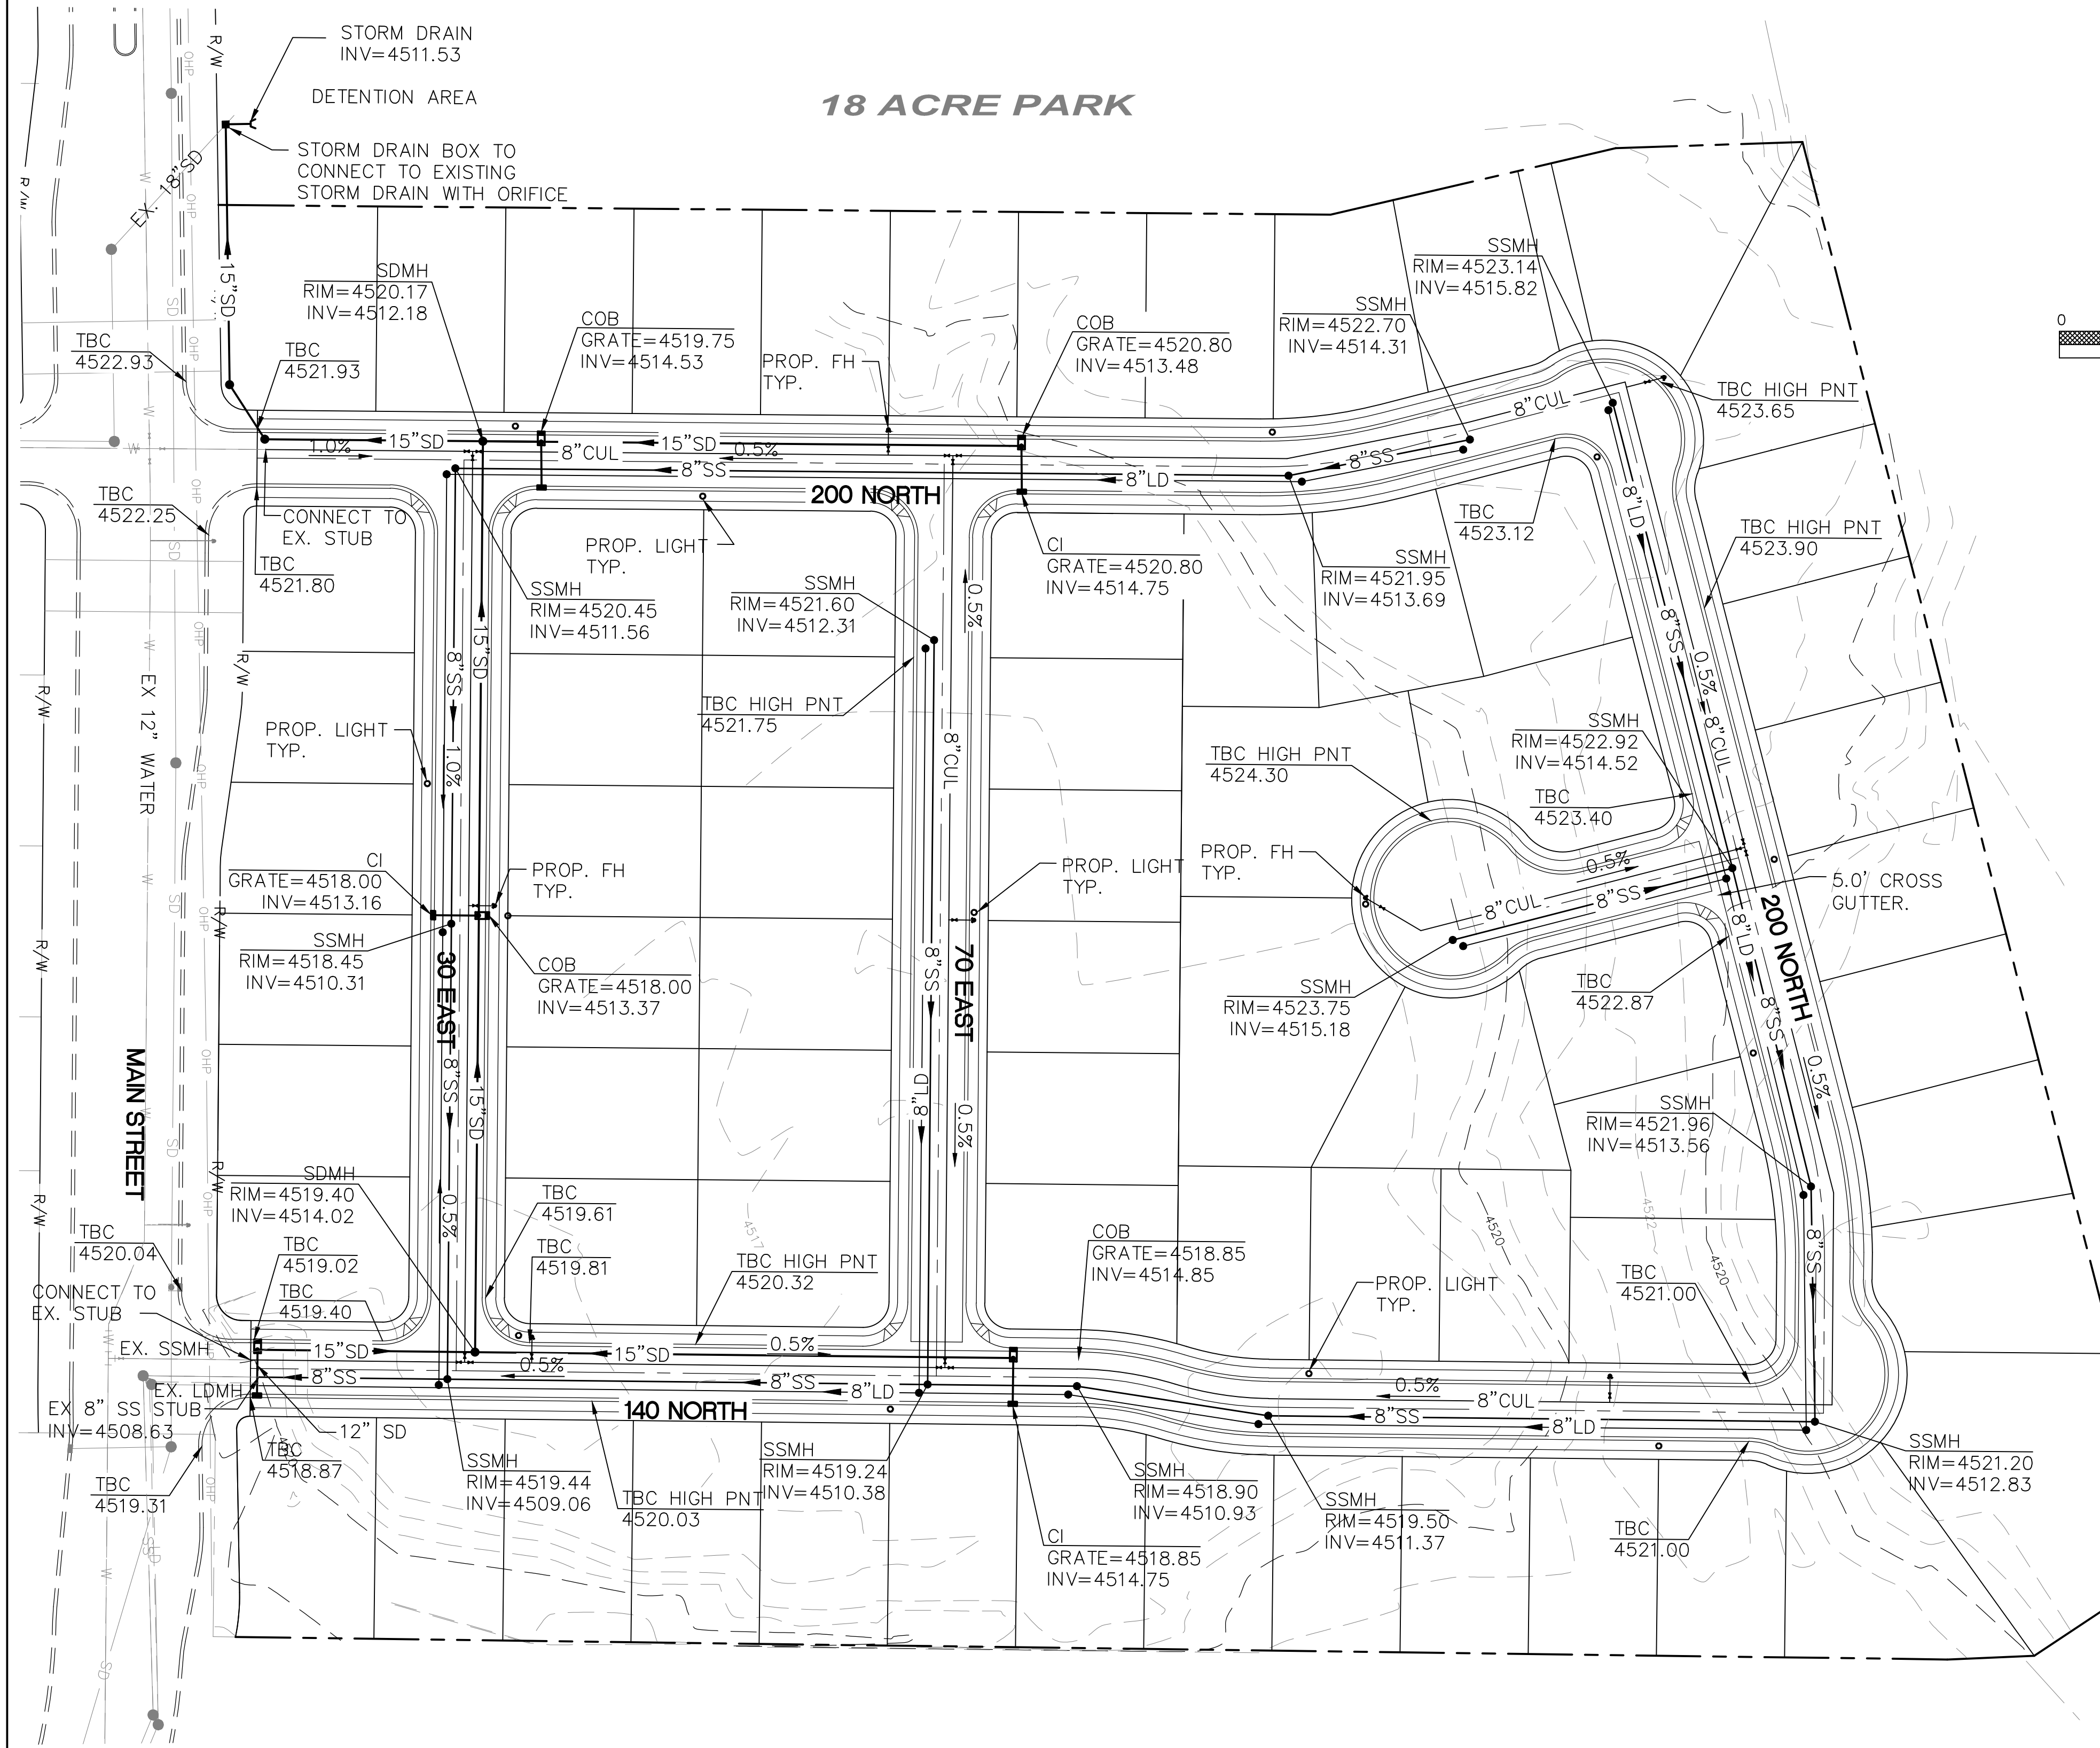 STORM DRAIN
INV=4511.53
DETENTION AREA
18 ACRE PARK
STORM DRAIN BOX TO
CONNECT TO EXISTING
STORM DRAIN WITH ORIFICE
EX. 18"SD
R/W
R/W
OHP
OHP
W
SD
15"SD
SDMH
RIM=4520.17
INV=4512.18
COB
GRATE=4519.75
INV=4514.53
PROP. FH
TYP.
COB
GRATE=4520.80
INV=4513.48
SSMH
RIM=4522.70
INV=4514.31
SSMH
RIM=4523.14
INV=4515.82
0
TBC
4522.93
TBC
4521.93
OHP
TBC HIGH PNT
4523.65
1.0%
15"SD
8"CUL
15"SD
0.5%
8"SS
8"LD
8"SS
8"CUL
W
W
TBC
4522.25
OHP
SD
CONNECT TO
EX. STUB
TBC
4521.80
200 NORTH
PROP. LIGHT
TYP.
SSMH
RIM=4520.45
INV=4511.56
SSMH
RIM=4521.60
INV=4512.31
CI
GRATE=4520.80
INV=4514.75
SSMH
RIM=4521.95
INV=4513.69
TBC
4523.12
TBC HIGH PNT
4523.90
8"LD
8"SS
0.5%
8"CUL
0.5%
15"SD
8"SS
1.0%
OHP
W
R/W
R/W
EX 12" WATER
TBC HIGH PNT
4521.75
PROP. LIGHT
TYP.
8"CUL
TBC HIGH PNT
4524.30
SSMH
RIM=4522.92
INV=4514.52
TBC
4523.40
OHP
W
CI
GRATE=4518.00
INV=4513.16
PROP. FH
TYP.
PROP. LIGHT
TYP.
PROP. FH
TYP.
0.5%
8"CUL
8"SS
5.0' CROSS
GUTTER.
SD
OHP
R/W
R/W
SSMH
RIM=4518.45
INV=4510.31
30 EAST
COB
GRATE=4518.00
INV=4513.37
8"SS
70 EAST
SSMH
RIM=4523.75
INV=4515.18
TBC
4522.87
8"LD
200 NORTH
8"SS
0.5%
MAIN STREET
OHP
W
SD
8"SS
15"SD
8"LD
0.5%
SSMH
RIM=4521.96
INV=4513.56
R/W
R/W
OHP
SDMH
RIM=4519.40
INV=4514.02
0.5%
TBC
4519.61
4517
4520
4522
4520
8"SS
TBC
4520.04
TBC
4519.02
TBC
4519.81
TBC HIGH PNT
4520.32
COB
GRATE=4518.85
INV=4514.85
PROP. LIGHT
TYP.
TBC
4521.00
CONNECT TO
EX. STUB
TBC
4519.40
EX. SSMH
W
15"SD
0.5%
15"SD
0.5%
8"SS
8"SS
8"LD
0.5%
8"CUL
8"SS
8"LD
EX. LDMH
EX 8" SS STUB
INV=4508.63
12" SD
140 NORTH
TBC
4518.87
TBC
4519.31
OHP
SSMH
RIM=4519.44
INV=4509.06
TBC HIGH PNT
4520.03
SSMH
RIM=4519.24
INV=4510.38
SSMH
RIM=4518.90
INV=4510.93
SSMH
RIM=4519.50
INV=4511.37
SSMH
RIM=4521.20
INV=4512.83
CI
GRATE=4518.85
INV=4514.75
TBC
4521.00
SS
LD
W
SD